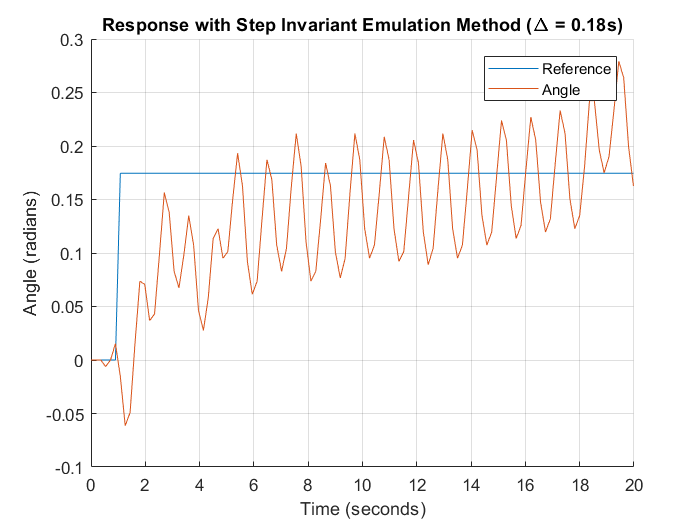 Response with Step Invariant Emulation Method (Δ = 0.18s)
0.3
0.25
0.2
0.15
0.1
0.05
0
-0.05
-0.1
Angle (radians)
Reference
Angle
0 2 4 6 8 10 12 14 16 18 20
Time (seconds)